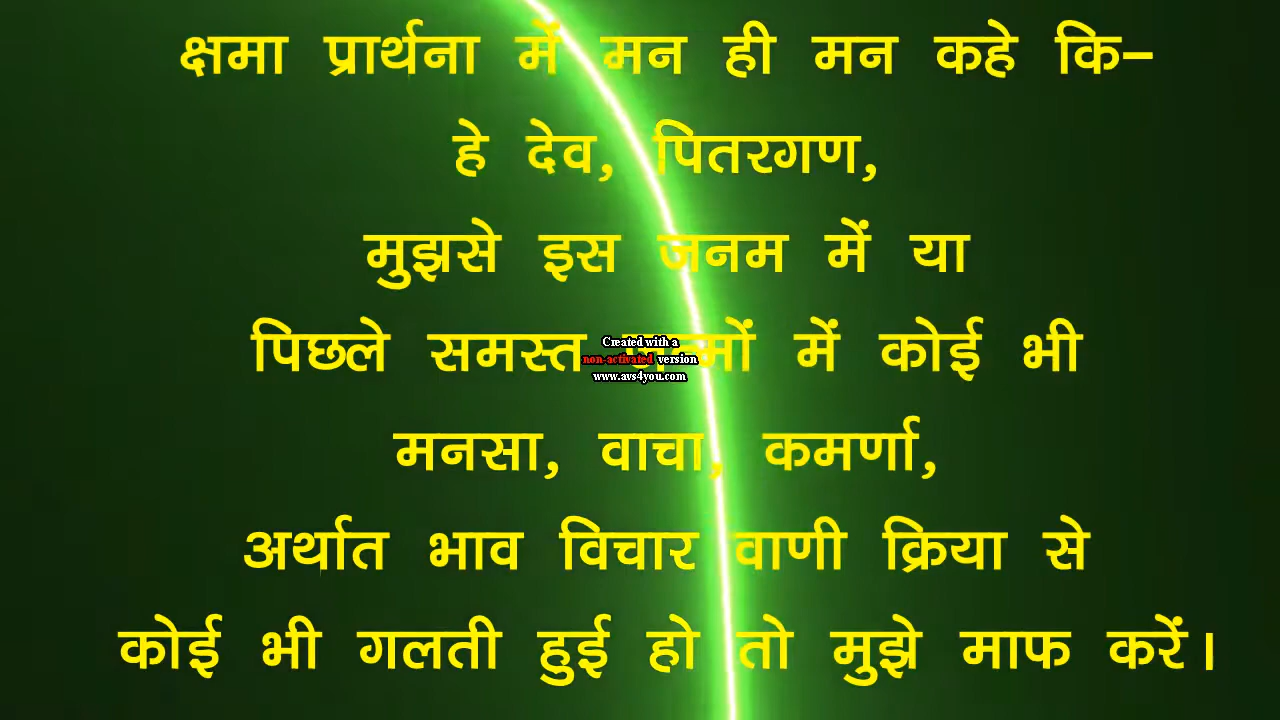 क्षमा प्रार्थना में मन ही मन कहे कि–
हे देव, पितरगण,
मुझसे इस जनम में या
पिछले समस्त जन्मों में कोई भी
Created with a
non-activated version
www.avs4you.com
मनसा, वाचा, कमर्णा,
अर्थात भाव विचार वाणी क्रिया से
कोई भी गलती हुई हो तो मुझे माफ करें।